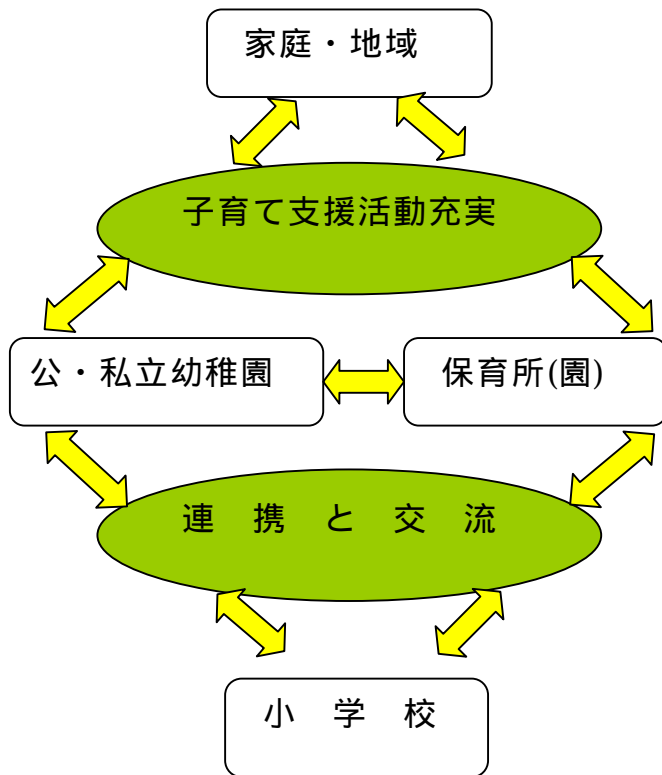 家庭・地域
子育て支援活動充実
公・私立幼稚園
保育所(園)
連　携　と　交　流
小　学　校